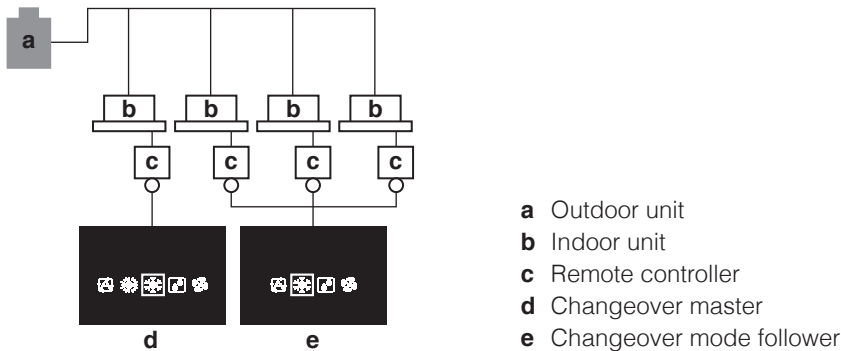 a
b b b b
c c c c
d e
a Outdoor unit
b Indoor unit
c Remote controller
d Changeover master
e Changeover mode follower